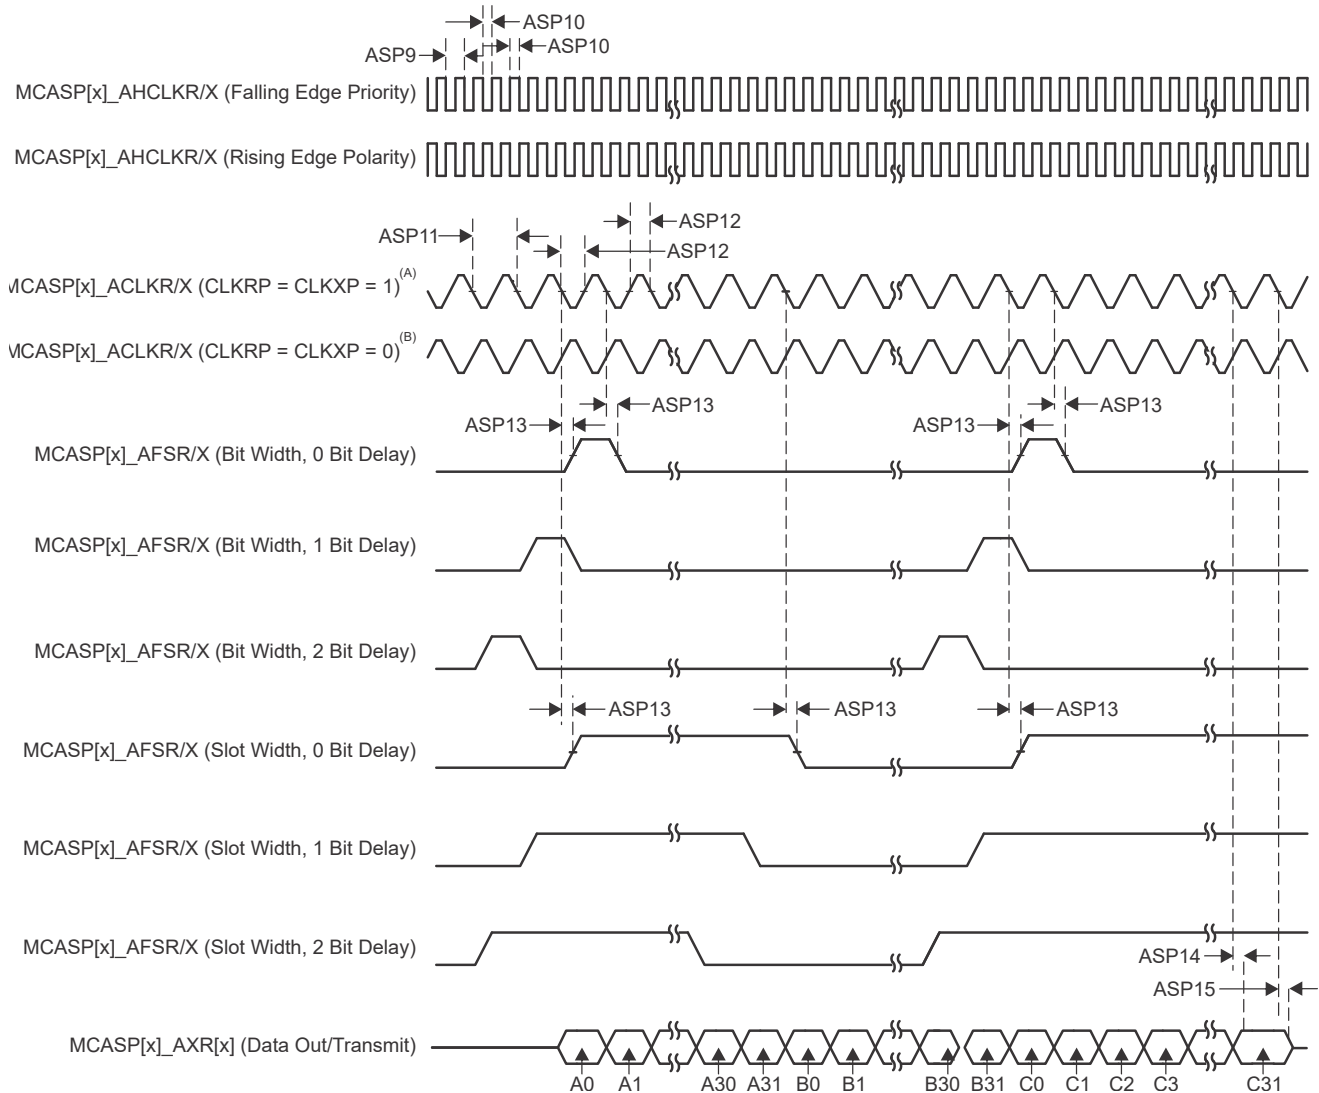 ASP10
ASP9
ASP10
MCASP[x]_AHCLKR/X (Falling Edge Priority)
MCASP[x]_AHCLKR/X (Rising Edge Polarity)
ASP12
ASP11
ASP12
MCASP[x]_ACLKR/X (CLKRP = CLKXP = 1)(A)
MCASP[x]_ACLKR/X (CLKRP = CLKXP = 0)(B)
ASP13 ASP13
ASP13 ASP13
MCASP[x]_AFSR/X (Bit Width, 0 Bit Delay)
MCASP[x]_AFSR/X (Bit Width, 1 Bit Delay)
MCASP[x]_AFSR/X (Bit Width, 2 Bit Delay)
ASP13 ASP13 ASP13
MCASP[x]_AFSR/X (Slot Width, 0 Bit Delay)
MCASP[x]_AFSR/X (Slot Width, 1 Bit Delay)
MCASP[x]_AFSR/X (Slot Width, 2 Bit Delay)
ASP14
ASP15
MCASP[x]_AXR[x] (Data Out/Transmit)
A0 A1 A30 A31 B0 B1 B30 B31 C0 C1 C2 C3 C31